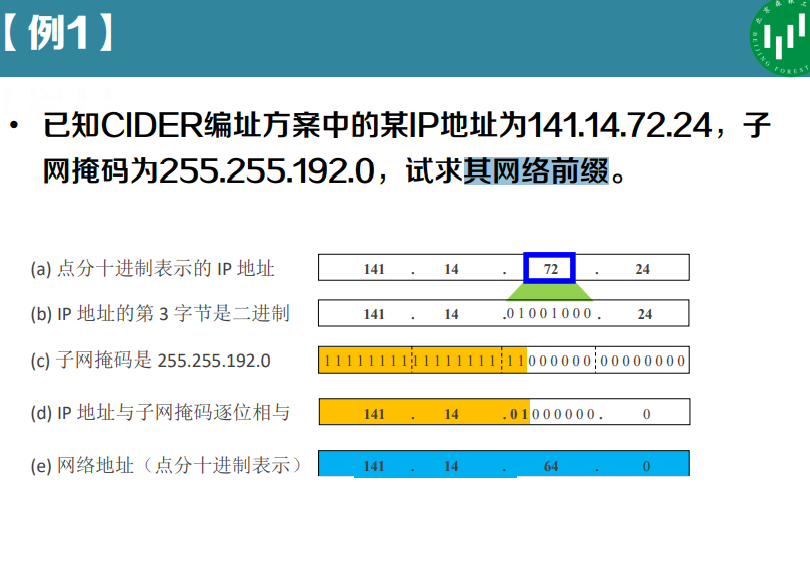 【例1】
• 已知CIDER编址方案中的某IP地址为141.14.72.24，子
网掩码为255.255.192.0，试求其网络前缀。
(a) 点分十进制表示的 IP 地址 141 . 14 . 72 . 24
(b) IP 地址的第 3 字节是二进制 141 . 14 .01001000. 24
(c) 子网掩码是 255.255.192.0 11111111 11111111 11000000 00000000
(d) IP 地址与子网掩码逐位相与 141 . 14 .01000000. 0
(e) 网络地址（点分十进制表示） 141 . 14 . 64 . 0
BEIJING FOREST